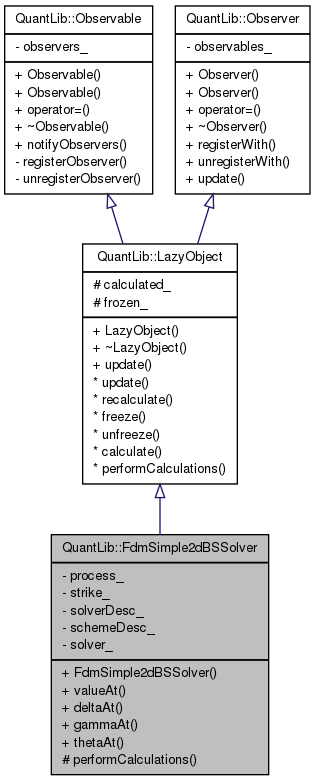 QuantLib::Observable
- observers_
+ Observable()
+ Observable()
+ operator=()
+ ~Observable()
+ notifyObservers()
- registerObserver()
- unregisterObserver()
QuantLib::Observer
- observables_
+ Observer()
+ Observer()
+ operator=()
+ ~Observer()
+ registerWith()
+ unregisterWith()
+ update()
QuantLib::LazyObject
# calculated_
# frozen_
+ LazyObject()
+ ~LazyObject()
+ update()
* update()
* recalculate()
* freeze()
* unfreeze()
* calculate()
* performCalculations()
QuantLib::FdmSimple2dBSSolver
- process_
- strike_
- solverDesc_
- schemeDesc_
- solver_
+ FdmSimple2dBSSolver()
+ valueAt()
+ deltaAt()
+ gammaAt()
+ thetaAt()
# performCalculations()